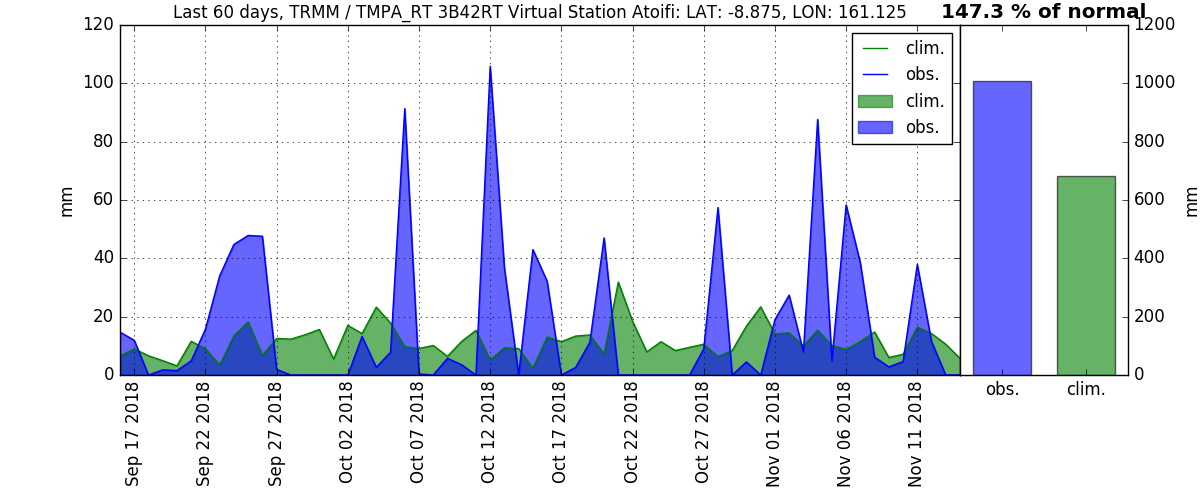 Last 60 days, TRMM / TMPA_RT 3B42RT Virtual Station Atoifi: LAT: -8.875, LON: 161.125
147.3 % of normal
120
100
80
60
40
20
0
mm
clim.
obs.
clim.
obs.
Sep 17 2018
Sep 22 2018
Sep 27 2018
Oct 02 2018
Oct 07 2018
Oct 12 2018
Oct 17 2018
Oct 22 2018
Oct 27 2018
Nov 01 2018
Nov 06 2018
Nov 11 2018
1200
1000
800
600
400
200
0
mm
obs.
clim.